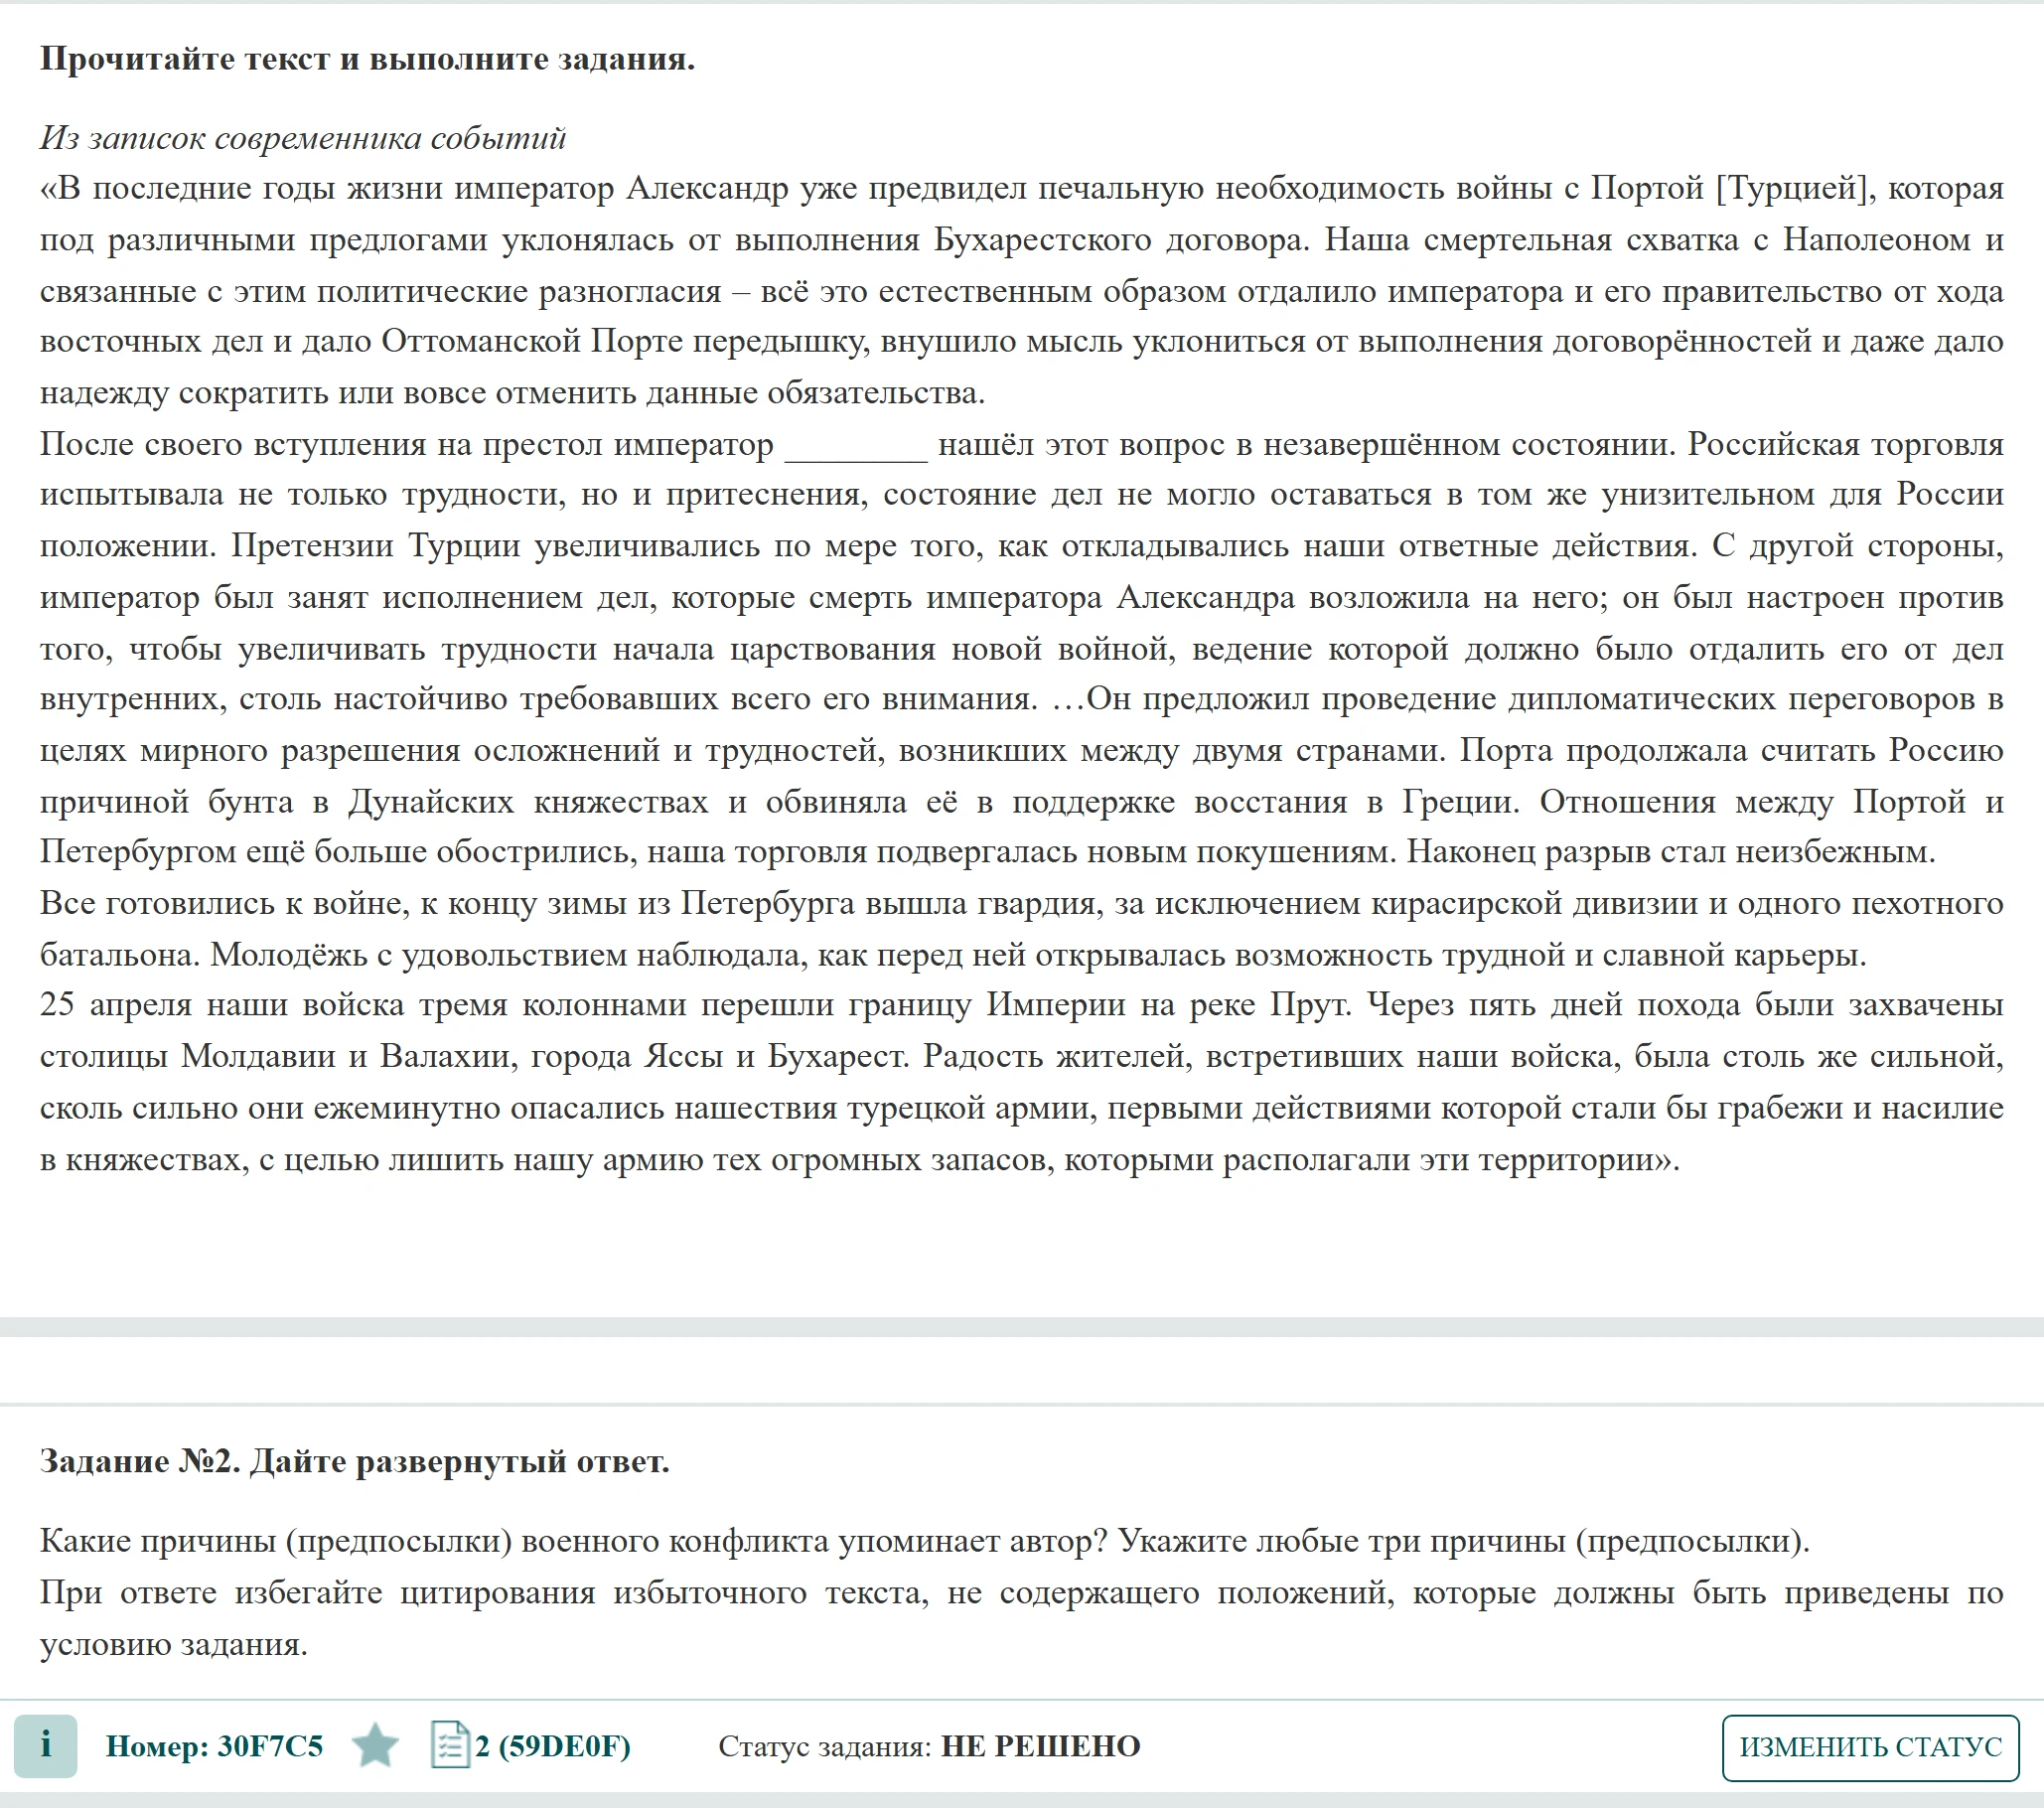 Прочитайте текст и выполните задания.
Из записок современника событий
«В последние годы жизни император Александр уже предвидел печальную необходимость войны с Портой [Турцией], которая
под различными предлогами уклонялась от выполнения Бухарестского договора. Наша смертельная схватка с Наполеоном и
связанные с этим политические разногласия – всё это естественным образом отдалило императора и его правительство от хода
восточных дел и дало Оттоманской Порте передышку, внушило мысль уклониться от выполнения договорённостей и даже дало
надежду сократить или вовсе отменить данные обязательства.
После своего вступления на престол император ________ нашёл этот вопрос в незавершённом состоянии. Российская торговля
испытывала не только трудности, но и притеснения, состояние дел не могло оставаться в том же унизительном для России
положении. Претензии Турции увеличивались по мере того, как откладывались наши ответные действия. С другой стороны,
император был занят исполнением дел, которые смерть императора Александра возложила на него; он был настроен против
того, чтобы увеличивать трудности начала царствования новой войной, ведение которой должно было отдалить его от дел
внутренних, столь настойчиво требовавших всего его внимания. …Он предложил проведение дипломатических переговоров в
целях мирного разрешения осложнений и трудностей, возникших между двумя странами. Порта продолжала считать Россию
причиной бунта в Дунайских княжествах и обвиняла её в поддержке восстания в Греции. Отношения между Портой и
Петербургом ещё больше обострились, наша торговля подвергалась новым покушениям. Наконец разрыв стал неизбежным.
Все готовились к войне, к концу зимы из Петербурга вышла гвардия, за исключением кирасирской дивизии и одного пехотного
батальона. Молодёжь с удовольствием наблюдала, как перед ней открывалась возможность трудной и славной карьеры.
25 апреля наши войска тремя колоннами перешли границу Империи на реке Прут. Через пять дней похода были захвачены
столицы Молдавии и Валахии, города Яссы и Бухарест. Радость жителей, встретивших наши войска, была столь же сильной,
сколь сильно они ежеминутно опасались нашествия турецкой армии, первыми действиями которой стали бы грабежи и насилие
в княжествах, с целью лишить нашу армию тех огромных запасов, которыми располагали эти территории».
Задание №2. Дайте развернутый ответ.
Какие причины (предпосылки) военного конфликта упоминает автор? Укажите любые три причины (предпосылки).
При ответе избегайте цитирования избыточного текста, не содержащего положений, которые должны быть приведены по
условию задания.
i Номер: 30F7C5 2 (59DE0F) Статус задания: НЕ РЕШЕНО ИЗМЕНИТЬ СТАТУС